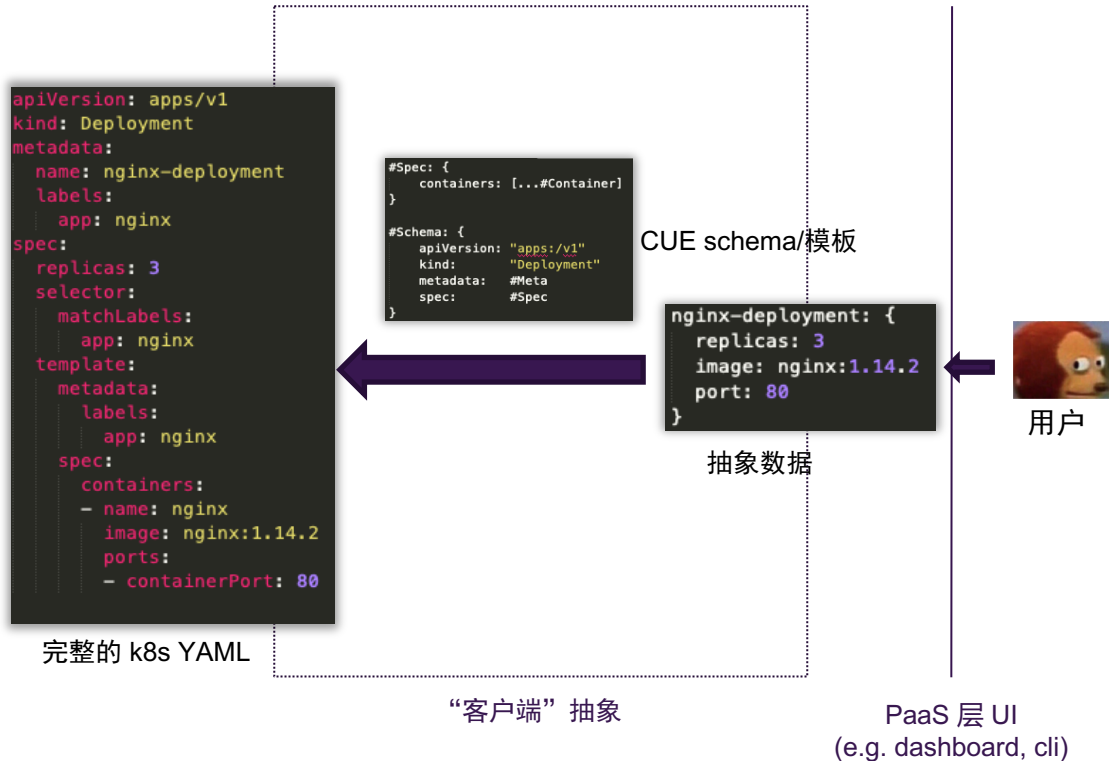 apiVersion: apps/v1
kind: Deployment
metadata:
  name: nginx-deployment
  labels:
    app: nginx
spec:
  replicas: 3
  selector:
    matchLabels:
      app: nginx
  template:
    metadata:
      labels:
        app: nginx
    spec:
      containers:
      - name: nginx
        image: nginx:1.14.2
        ports:
        - containerPort: 80
完整的 k8s YAML
#Spec: {
    containers: [...#Container]
}
#Schema: {
    apiVersion: "apps:/v1"
    kind:       "Deployment"
    metadata:   #Meta
    spec:       #Spec
}
CUE schema/模板
nginx-deployment: {
  replicas: 3
  image: nginx:1.14.2
  port: 80
}
抽象数据
用户
“客户端”抽象
PaaS 层 UI
(e.g. dashboard, cli)